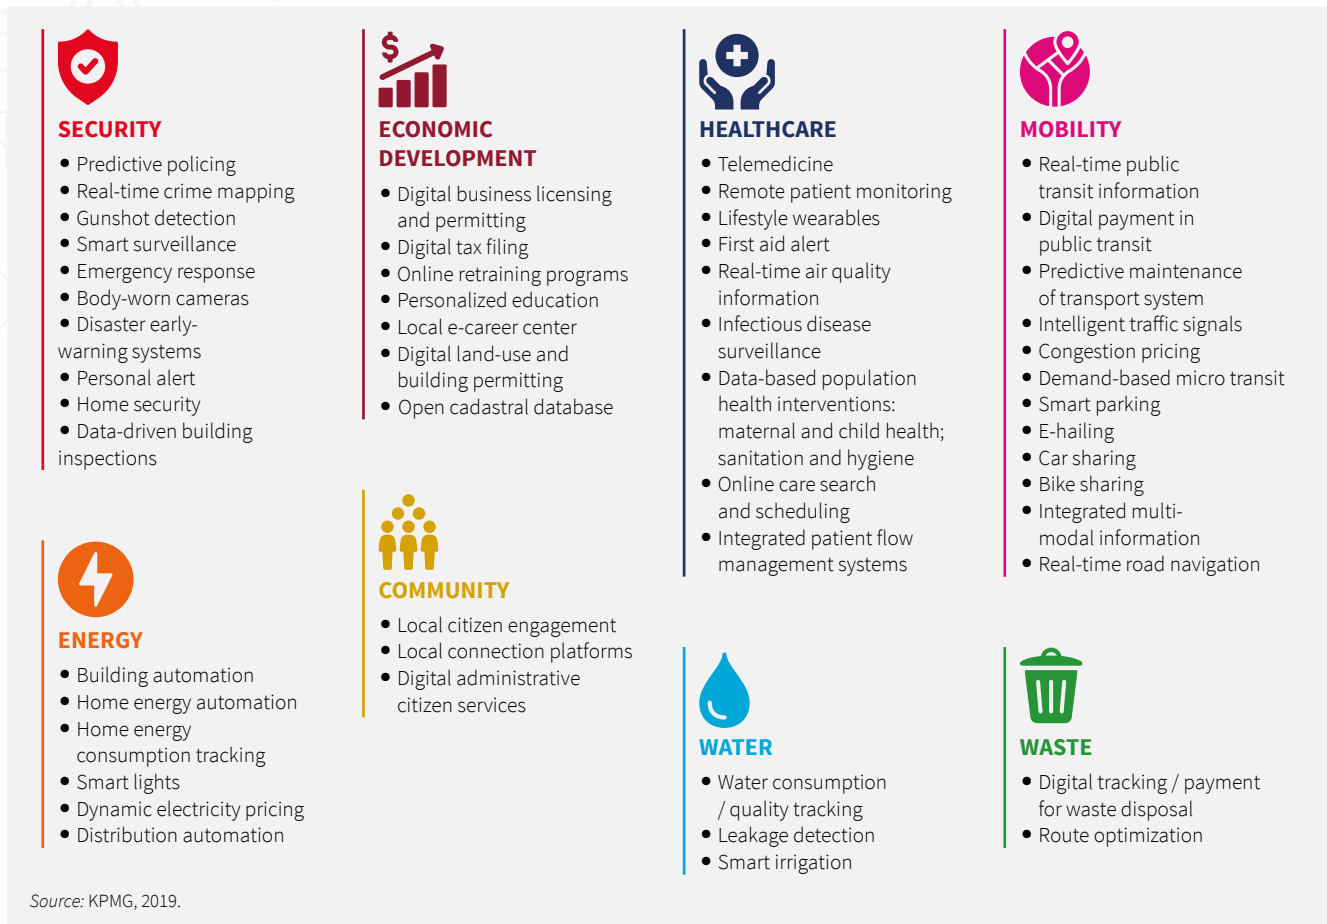 SECURITY
• Predictive policing
• Real-time crime mapping
• Gunshot detection
• Smart surveillance
• Emergency response
• Body-worn cameras
• Disaster early-
warning systems
• Personal alert
• Home security
• Data-driven building
inspections
$
ECONOMIC
DEVELOPMENT
• Digital business licensing
and permitting
• Digital tax filing
• Online retraining programs
• Personalized education
• Local e-career center
• Digital land-use and
building permitting
• Open cadastral database
HEALTHCARE
• Telemedicine
• Remote patient monitoring
• Lifestyle wearables
• First aid alert
• Real-time air quality
information
• Infectious disease
surveillance
• Data-based population
health interventions:
maternal and child health;
sanitation and hygiene
• Online care search
and scheduling
• Integrated patient flow
management systems
MOBILITY
• Real-time public
transit information
• Digital payment in
public transit
• Predictive maintenance
of transport system
• Intelligent traffic signals
• Congestion pricing
• Demand-based micro transit
• Smart parking
• E-hailing
• Car sharing
• Bike sharing
• Integrated multi-
modal information
• Real-time road navigation
ENERGY
• Building automation
• Home energy automation
• Home energy
consumption tracking
• Smart lights
• Dynamic electricity pricing
• Distribution automation
COMMUNITY
• Local citizen engagement
• Local connection platforms
• Digital administrative
citizen services
WATER
• Water consumption
/ quality tracking
• Leakage detection
• Smart irrigation
WASTE
• Digital tracking / payment
for waste disposal
• Route optimization
Source: KPMG, 2019.